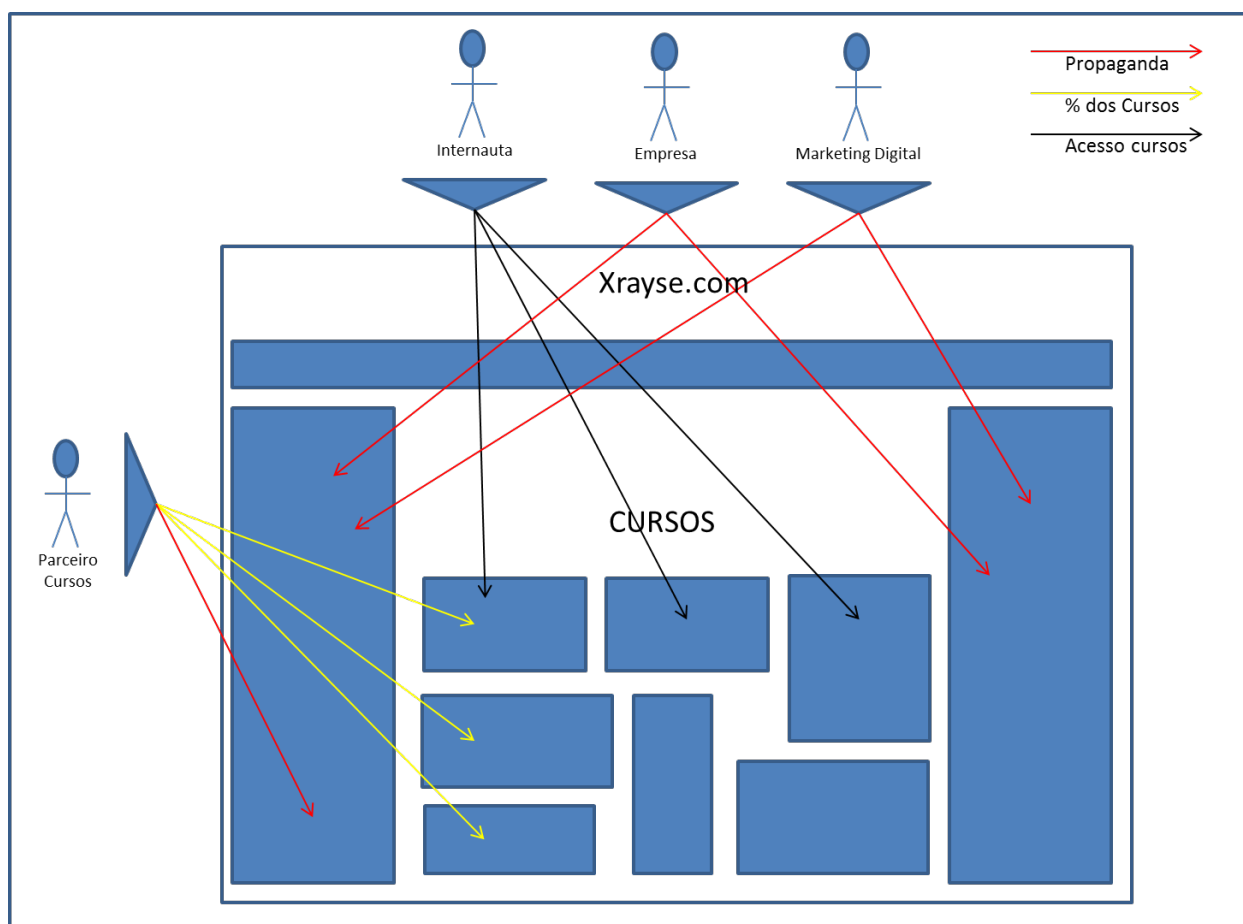 Propaganda
% dos Cursos
Acesso cursos
Internauta
Empresa
Marketing Digital
Xrayse.com
CURSOS
Parceiro
Cursos